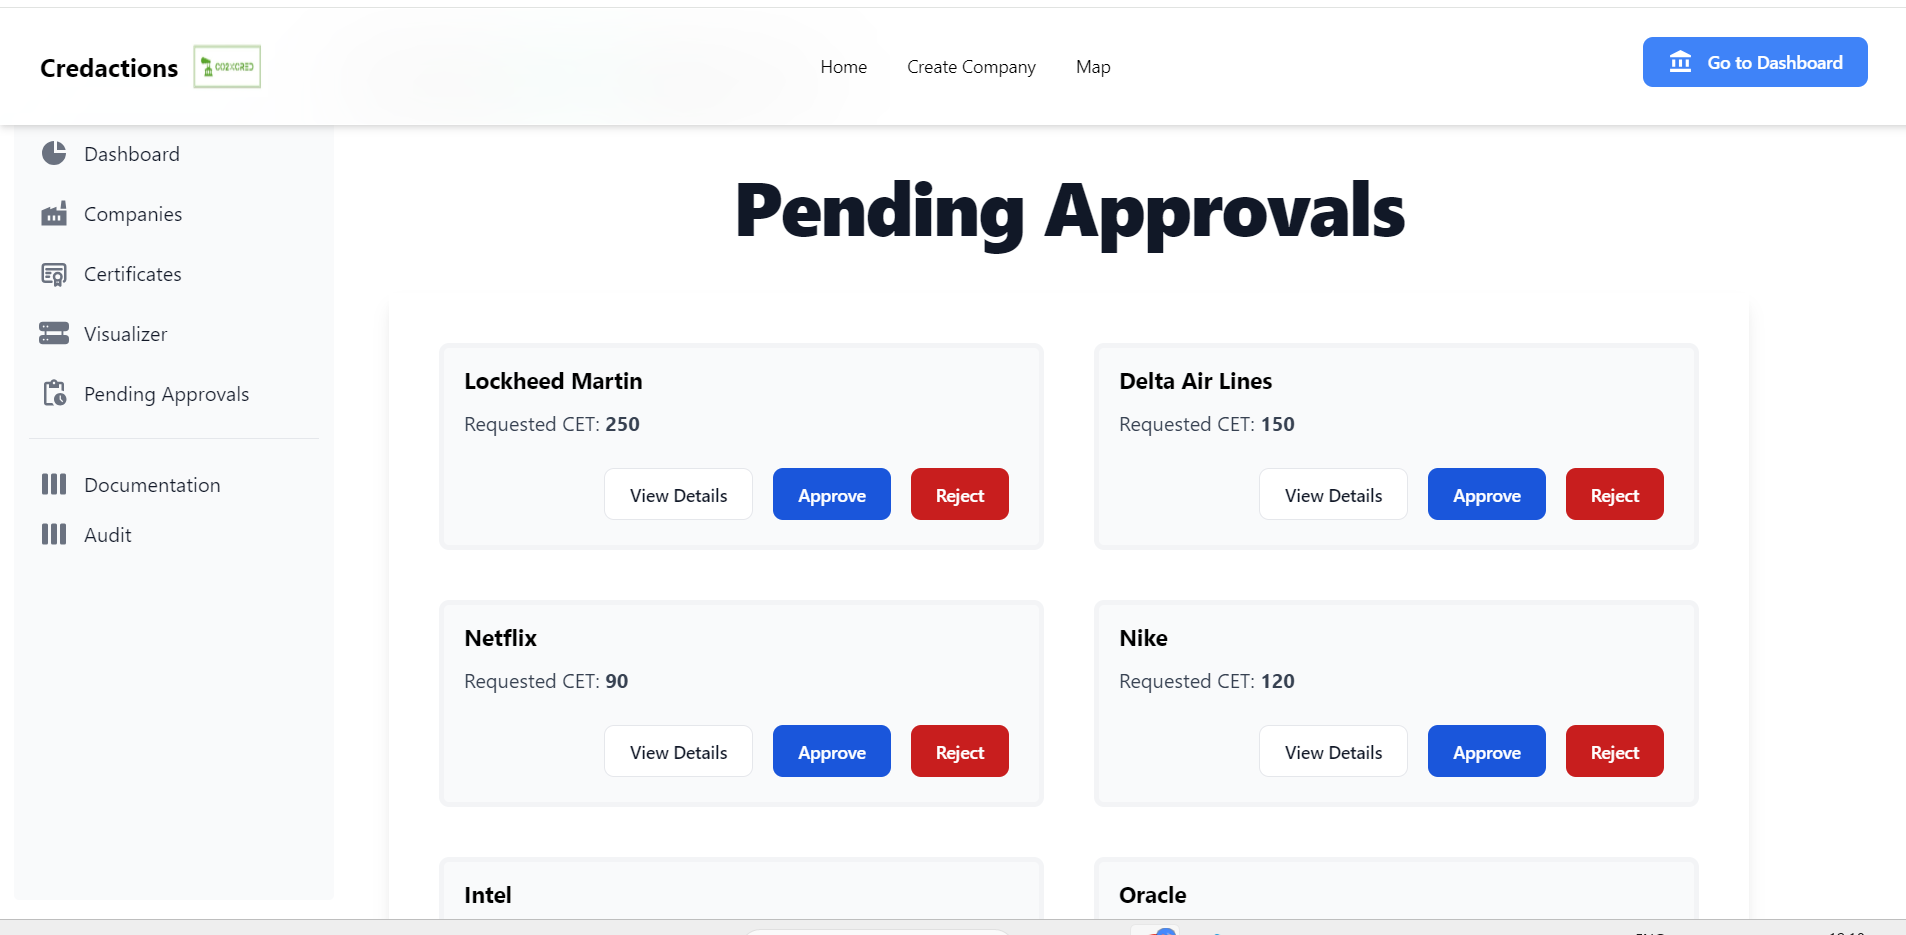 Credactions
CO2XCRED
Home
Create Company
Map
Go to Dashboard
Dashboard
Companies
Certificates
Visualizer
Pending Approvals
Documentation
Audit
Pending Approvals
Lockheed Martin
Requested CET: 250
View Details
Approve
Reject
Delta Air Lines
Requested CET: 150
View Details
Approve
Reject
Netflix
Requested CET: 90
View Details
Approve
Reject
Nike
Requested CET: 120
View Details
Approve
Reject
Intel
Oracle